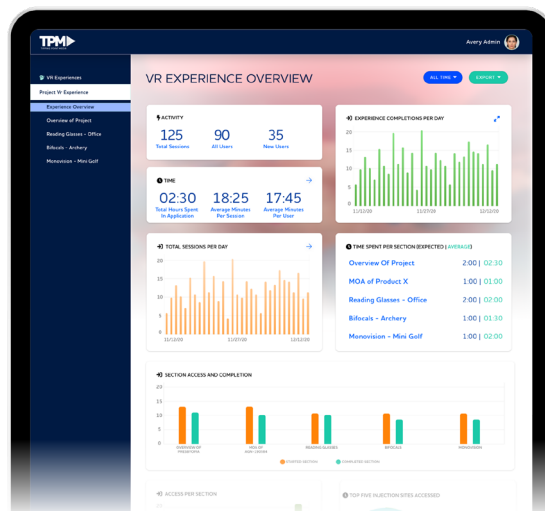 TPM
Avery Admin
VR Experiences
Project W Experience
Experience Overview
Overview of Project
Reading Glasses - Office
Bifocals - Archery
Monovision - Mini Golf
VR EXPERIENCE OVERVIEW
ALL TIME
EXPORT
ACTIVITY
125
90
35
Total Sessions
All Users
New Users
TIME
02:30
18:25
17:45
Total Hours Spent
In Application
Average Minutes
Per Session
Average Minutes
Per User
EXPERIENCE COMPLETIONS PER DAY
20
15
10
5
0
11/12/20
11/27/20
12/12/20
TOTAL SESSIONS PER DAY
20
15
10
5
0
11/12/20
11/27/20
12/12/20
TIME SPENT PER SECTION (EXPECTED | AVERAGE)
Overview Of Project 2:00 | 02:30
MOA of Product X 1:00 | 01:00
Reading Glasses - Office 2:00 | 02:00
Bifocals - Archery 1:00 | 01:30
Monovision - Mini Golf 1:00 | 02:00
SECTION ACCESS AND COMPLETION
20
15
10
5
0
OVERVIEW OF
MOA OF
READING GLASSES
BIFOCALS
MONOVISION
STARTED SECTION
COMPLETED SECTION
ACCESS PER SECTION
TOP FIVE INJECTION SITES ACCESSED